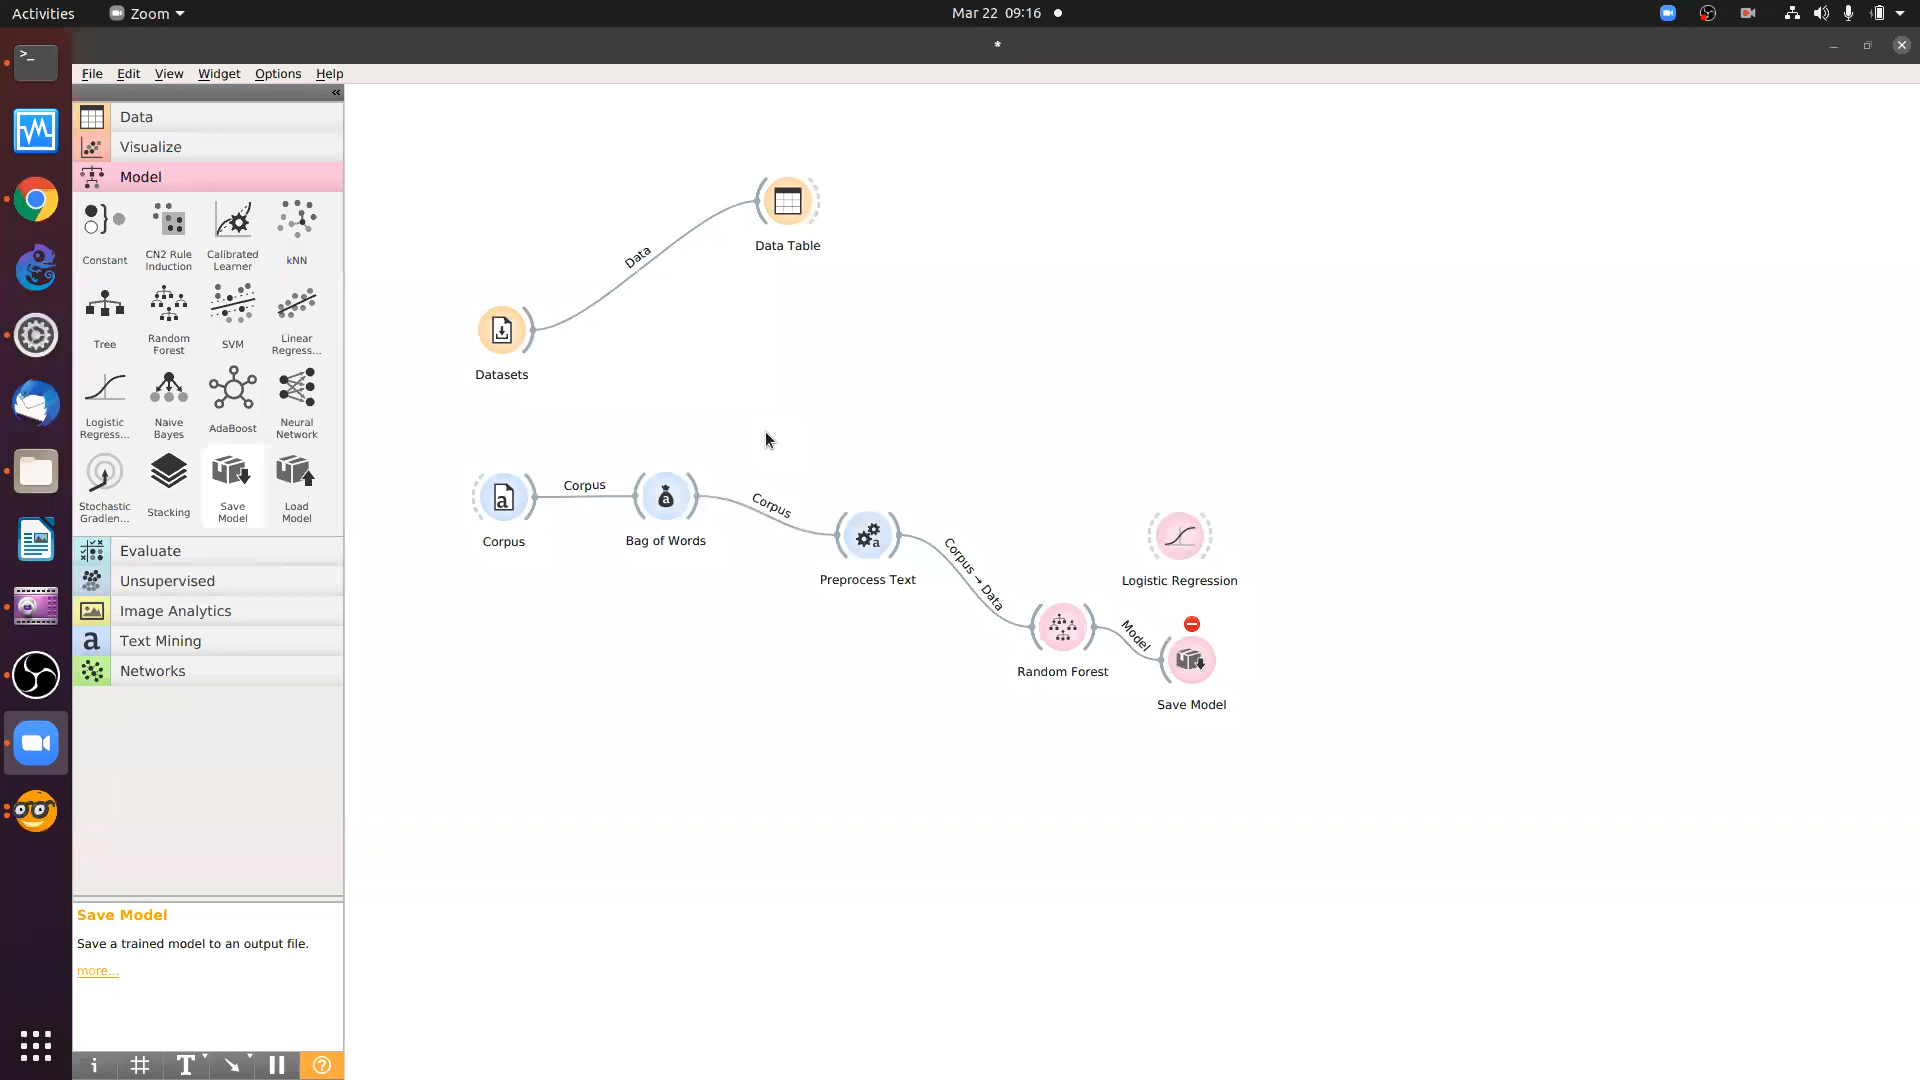 Activities
Zoom
Mar 22 09:16
*
File Edit View Widget Options Help
«
Data
Visualize
Model
Constant
CN2 Rule
Induction
Calibrated
Learner
kNN
Tree
Random
Forest
SVM
Linear
Regress...
Logistic
Regress...
Naive
Bayes
AdaBoost
Neural
Network
Stochastic
Gradien...
Stacking
Save
Model
Load
Model
Evaluate
Unsupervised
Image Analytics
a Text Mining
Networks
Save Model
Save a trained model to an output file.
more...
Data Table
Data
Datasets
Corpus
Corpus
Bag of Words
Corpus
Preprocess Text
Corpus → Data
Random Forest
Model
Logistic Regression
Save Model